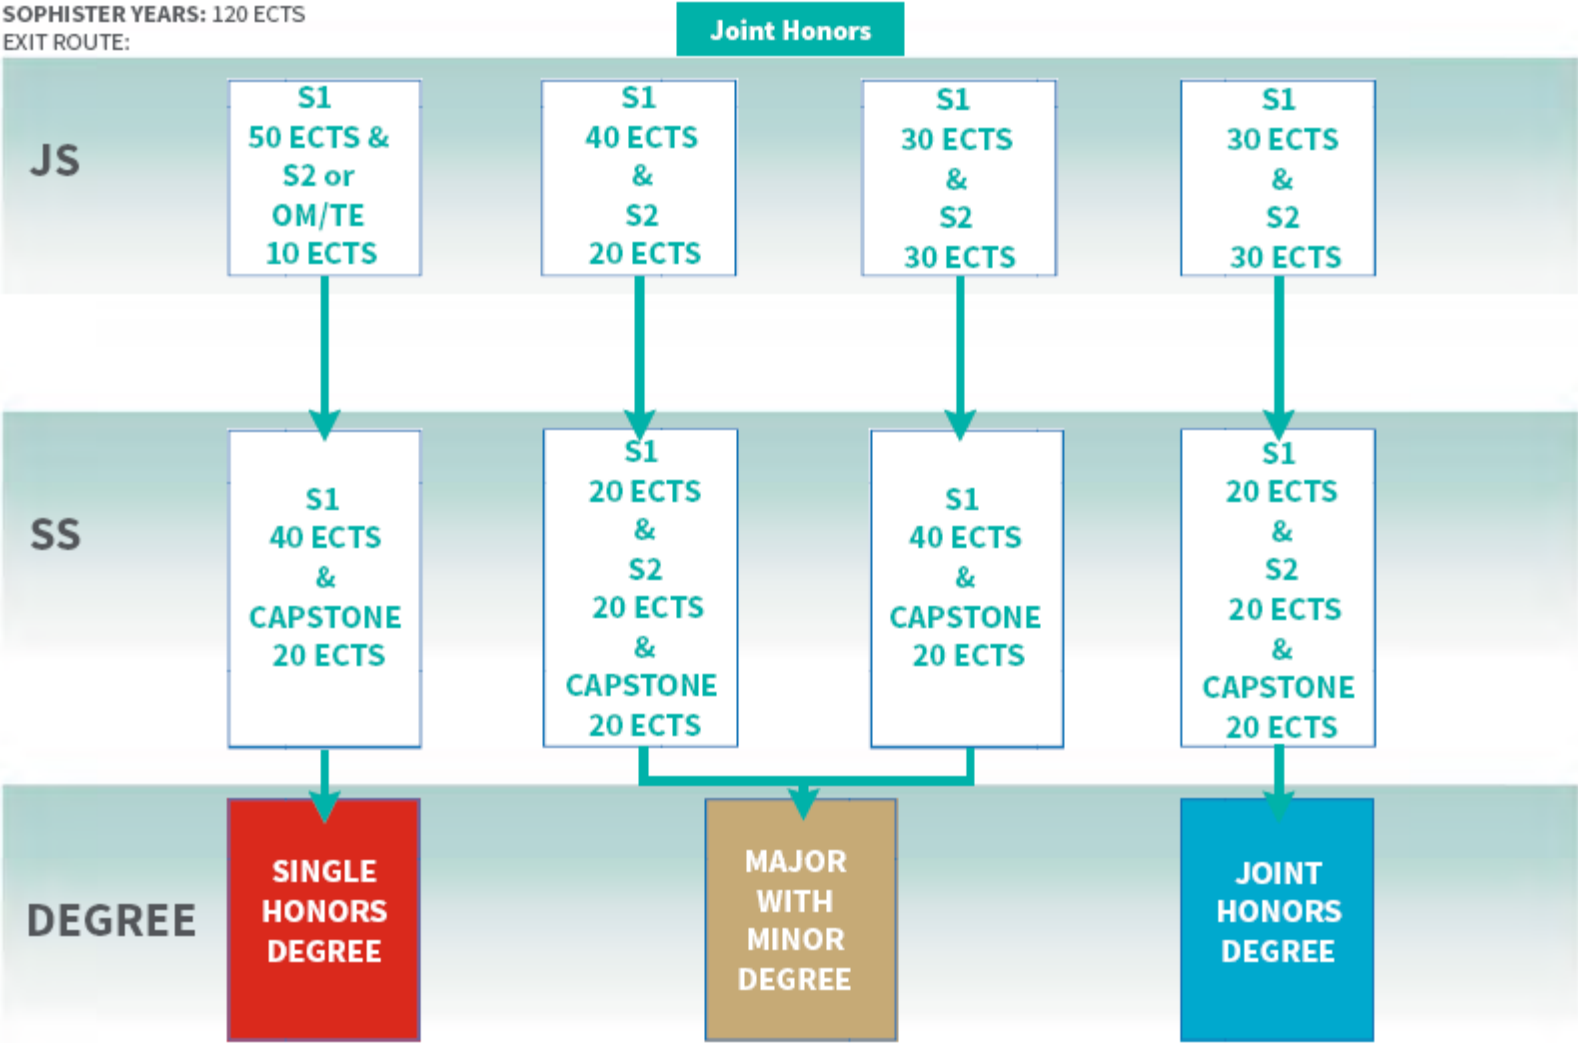 SOPHISTER YEARS: 120 ECTS
EXIT ROUTE:
Joint Honors
JS
S1
50 ECTS &
S2 or
OM/TE
10 ECTS
S1
40 ECTS
&
S2
20 ECTS
S1
30 ECTS
&
S2
30 ECTS
S1
30 ECTS
&
S2
30 ECTS
SS
S1
40 ECTS
&
CAPSTONE
20 ECTS
S1
20 ECTS
&
S2
20 ECTS
&
CAPSTONE
20 ECTS
S1
40 ECTS
&
CAPSTONE
20 ECTS
S1
20 ECTS
&
S2
20 ECTS
&
CAPSTONE
20 ECTS
DEGREE
SINGLE
HONORS
DEGREE
MAJOR
WITH
MINOR
DEGREE
JOINT
HONORS
DEGREE